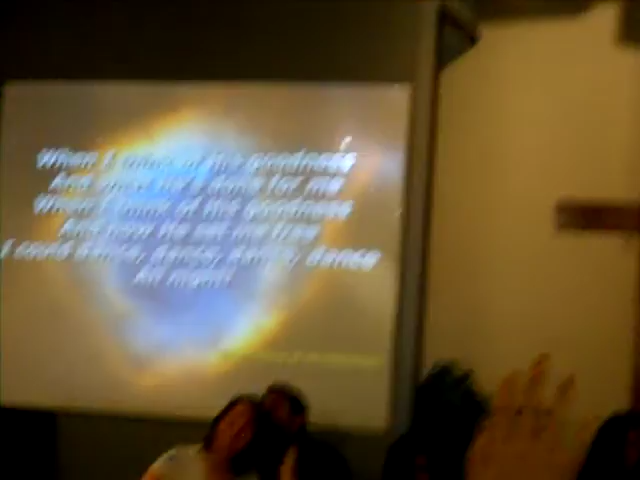 When I think of His goodness
And what He's done for me
When I think of His goodness
And how He set me free
I could dance, dance, dance, dance
All night!